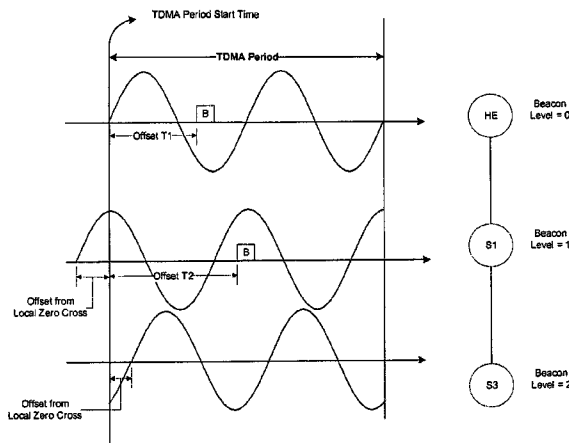 TDMA Period Start Time
TDMA Period
B
Offset T1
HE
Beacon
Level = 0
B
Offset T2
S1
Beacon
Level = 1
Offset from
Local Zero Cross
S3
Beacon
Level = 2
Offset from
Local Zero Cross